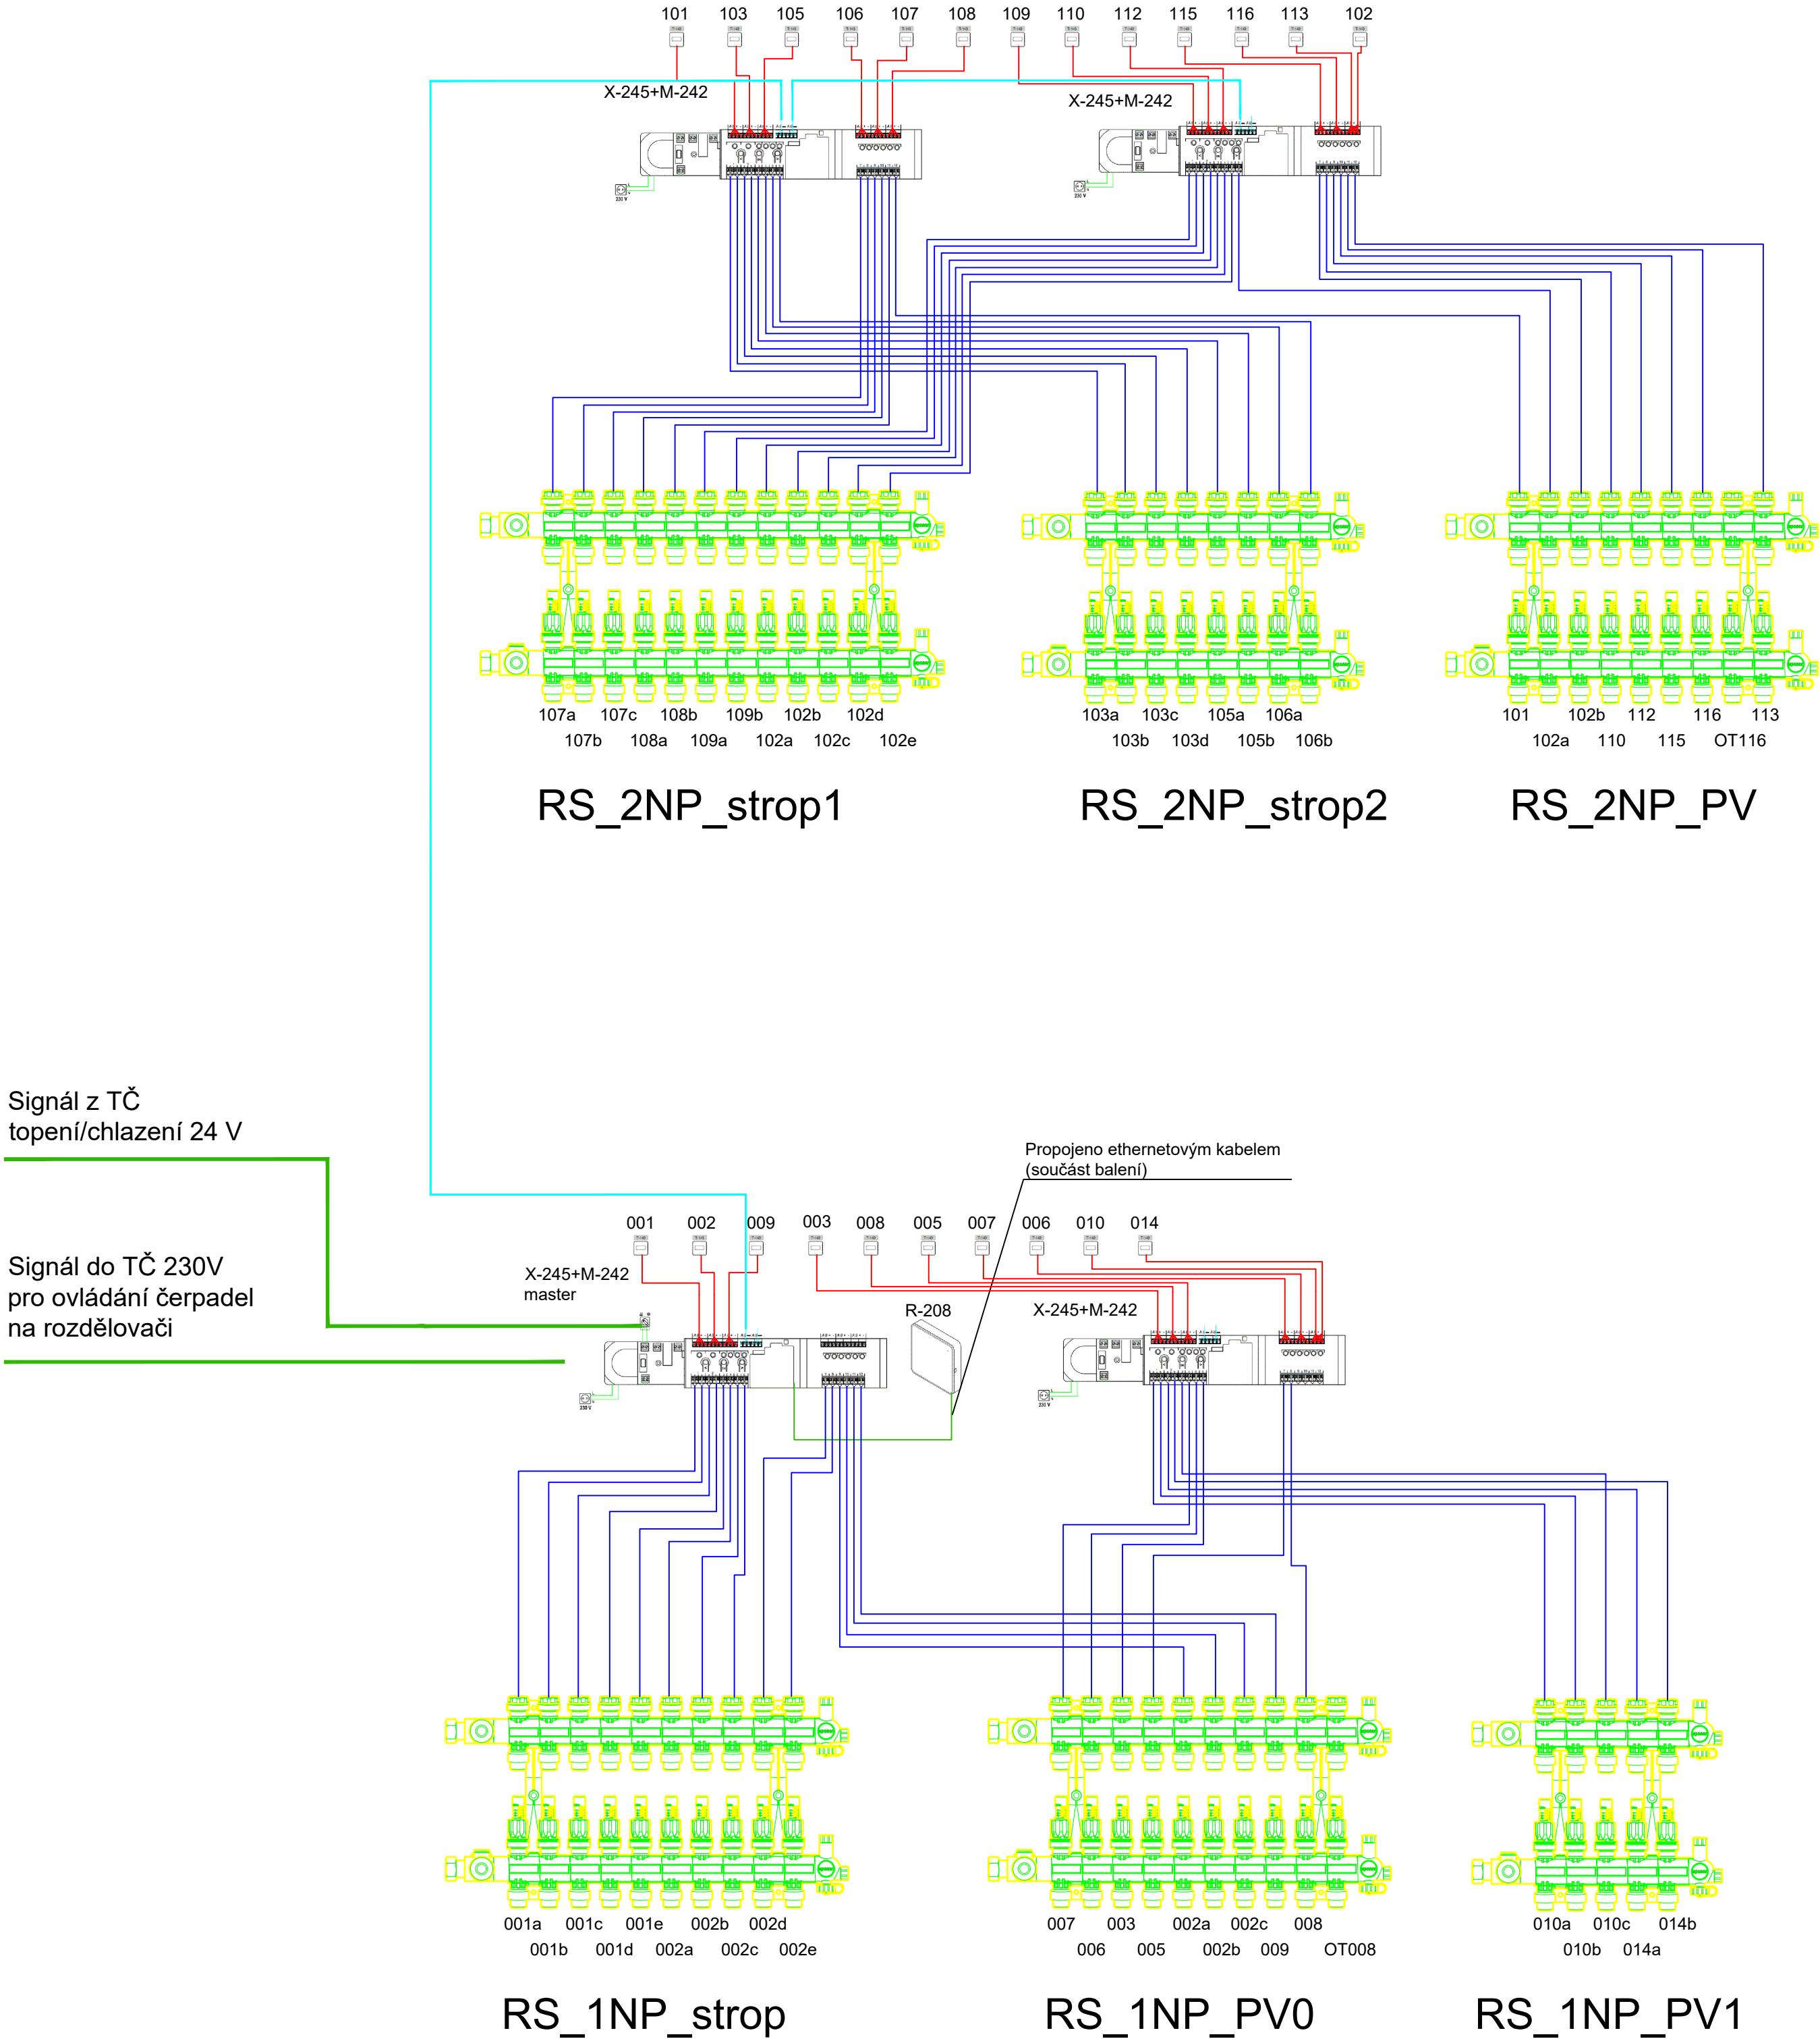 101 103 105 106 107 108 109 110 112 115 116 113 102
X-245+M-242
X-245+M-242
230 V
230 V
107a 107c 108b 109b 102b 102d
107b 108a 109a 102a 102c 102e
103a 103c 105a 106a
103b 103d 105b 106b
101 102b 112 116 113
102a 110 115 OT116
RS_2NP_strop1
RS_2NP_strop2
RS_2NP_PV
Signál z TČ
topení/chlazení 24 V
Propojeno ethernetovým kabelem
(součást balení)
Signál do TČ 230V
pro ovládání čerpadel
na rozdělovači
001 002 009 003 008 005 007 006 010 014
X-245+M-242
master
R-208
X-245+M-242
230 V
230 V
001a 001c 001e 002b 002d
001b 001d 002a 002c 002e
007 003 002a 002c 008
006 005 002b 009 OT008
010a 010c 014b
010b 014a
RS_1NP_strop
RS_1NP_PV0
RS_1NP_PV1